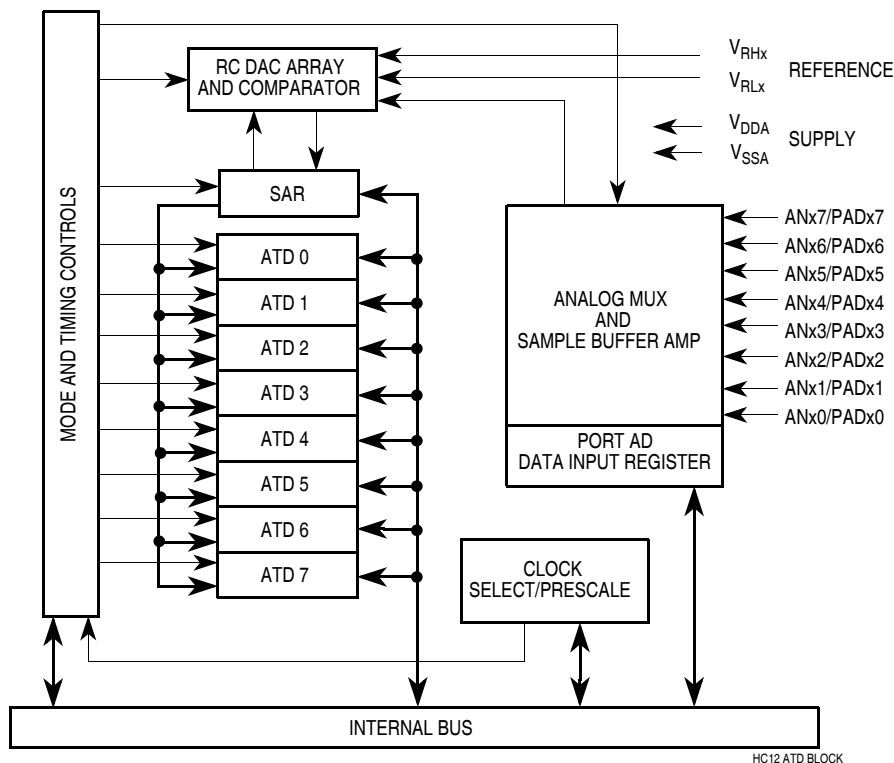 RC DAC ARRAY
AND COMPARATOR
V_RHx
V_RLx
REFERENCE
V_DDA
V_SSA
SUPPLY
MODE AND TIMING CONTROLS
SAR
ATD 0
ATD 1
ATD 2
ATD 3
ATD 4
ATD 5
ATD 6
ATD 7
ANALOG MUX
AND
SAMPLE BUFFER AMP
PORT AD
DATA INPUT REGISTER
ANx7/PADx7
ANx6/PADx6
ANx5/PADx5
ANx4/PADx4
ANx3/PADx3
ANx2/PADx2
ANx1/PADx1
ANx0/PADx0
CLOCK
SELECT/PRESCALE
INTERNAL BUS
HC12 ATD BLOCK